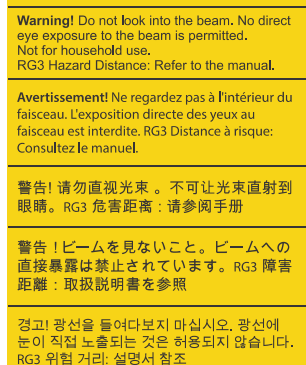 Warning! Do not look into the beam. No direct
eye exposure to the beam is permitted.
Not for household use.
RG3 Hazard Distance: Refer to the manual.
Avertissement! Ne regardez pas à l'intérieur du
faisceau. L'exposition directe des yeux au
faisceau est interdite. RG3 Distance à risque:
Consultez le manuel.
警告! 请勿直视光束 。不可让光束直射到
眼睛。RG3 危害距离：请参阅手册
警告！ビームを見ないこと。ビームへの
直接暴露は禁止されています。RG3 障害
距離：取扱説明書を参照
경고! 광선을 들여다보지 마십시오. 광선에
눈이 직접 노출되는 것은 허용되지 않습니다.
RG3 위험 거리: 설명서 참조